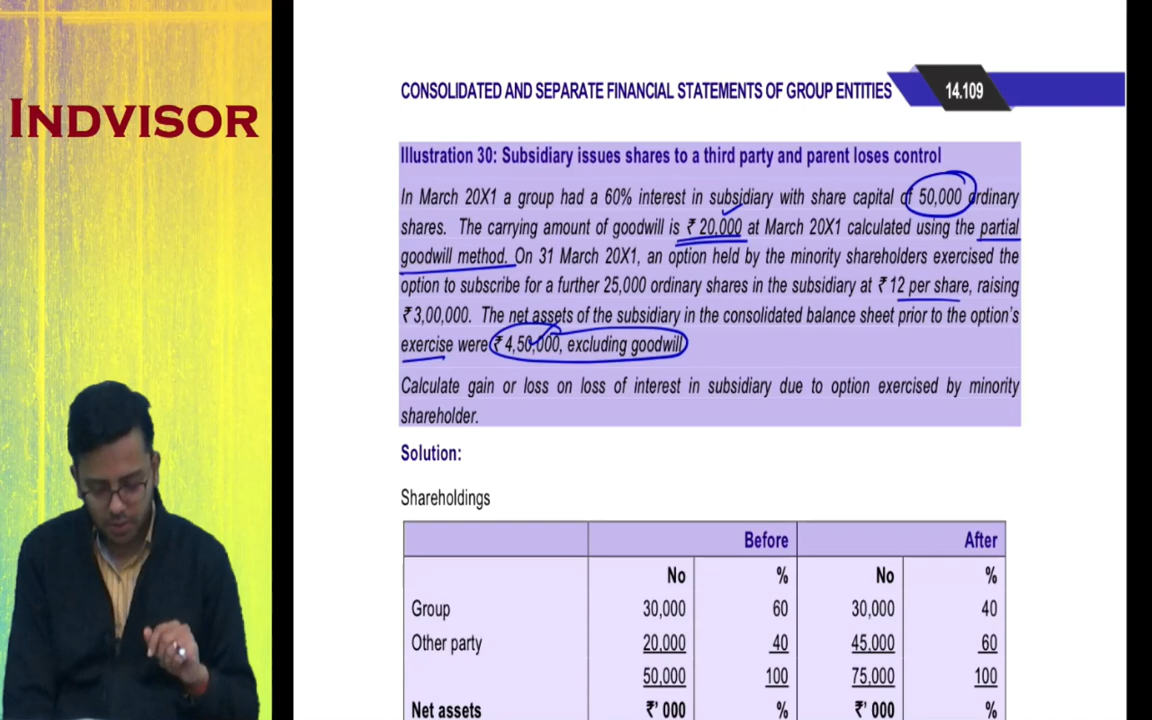 INDVISOR
CONSOLIDATED AND SEPARATE FINANCIAL STATEMENTS OF GROUP ENTITIES 14.109
Illustration 30: Subsidiary issues shares to a third party and parent loses control
In March 20X1 a group had a 60% interest in subsidiary with share capital of 50,000 ordinary
shares. The carrying amount of goodwill is ₹ 20,000 at March 20X1 calculated using the partial
goodwill method. On 31 March 20X1, an option held by the minority shareholders exercised the
option to subscribe for a further 25,000 ordinary shares in the subsidiary at ₹ 12 per share, raising
₹ 3,00,000. The net assets of the subsidiary in the consolidated balance sheet prior to the option's
exercise were ₹ 4,50,000, excluding goodwill.
Calculate gain or loss on loss of interest in subsidiary due to option exercised by minority
shareholder.
Solution:
Shareholdings
Before After
No % No %
Group 30,000 60 30,000 40
Other party 20,000 40 45.000 60
50,000 100 75,000 100
Net assets ₹' 000 % ₹' 000 %